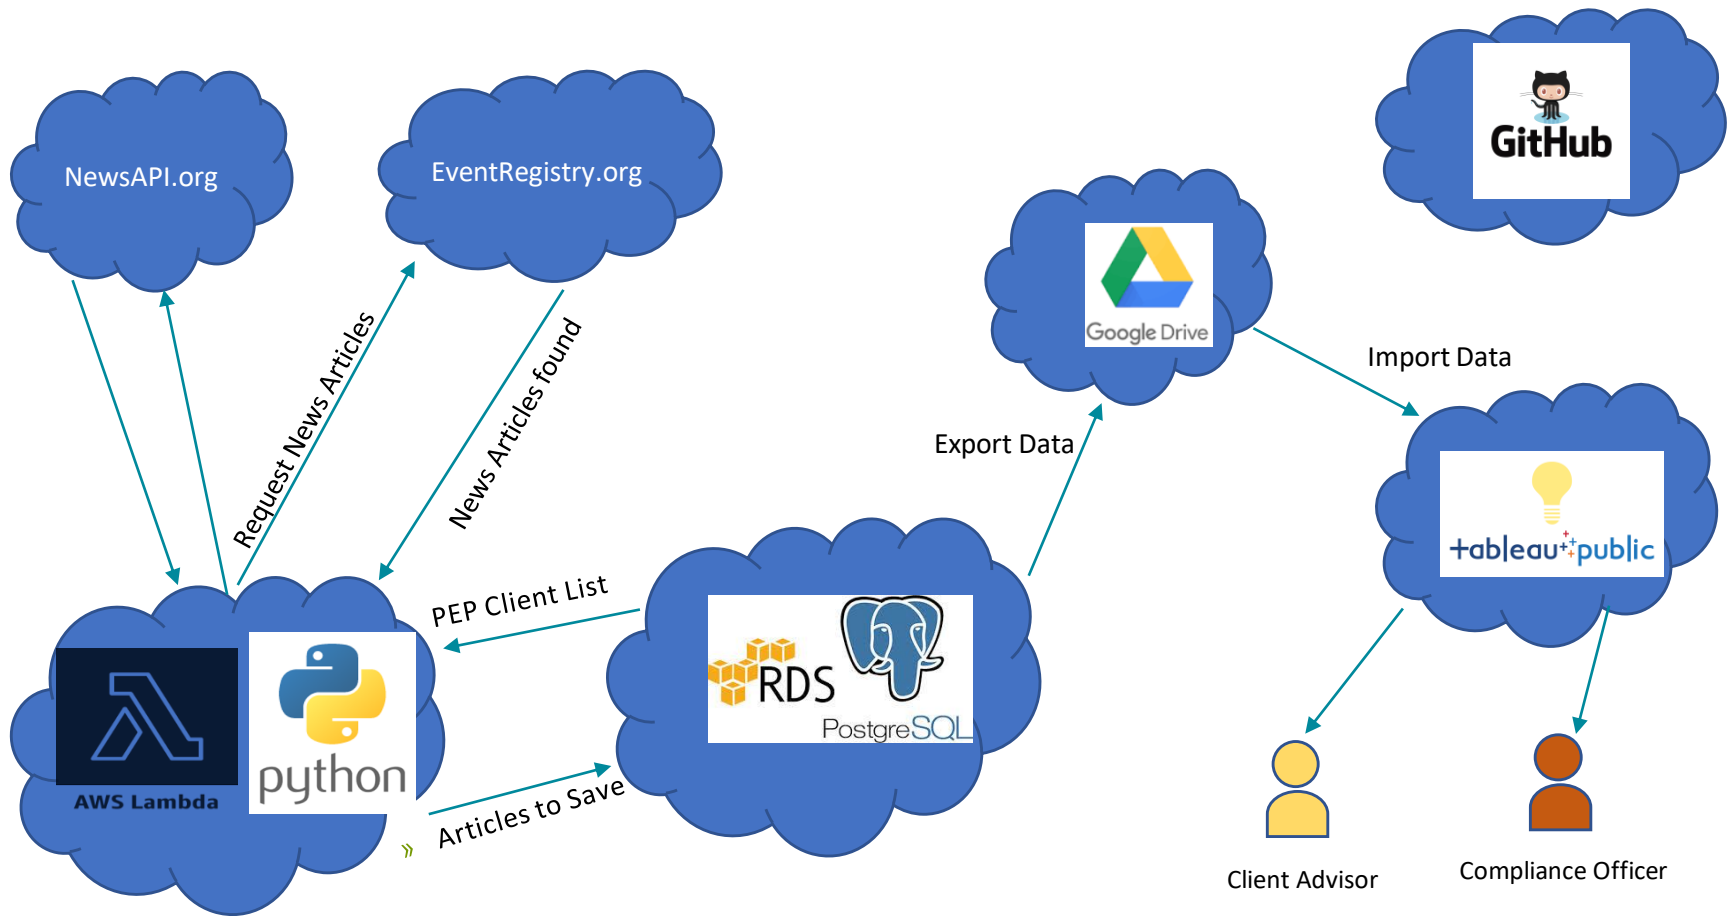 NewsAPI.org
EventRegistry.org
GitHub
Google Drive
Import Data
Request News Articles
News Articles found
Export Data
+ableau public
PEP Client List
RDS
PostgreSQL
AWS Lambda
python
» Articles to Save
Client Advisor
Compliance Officer